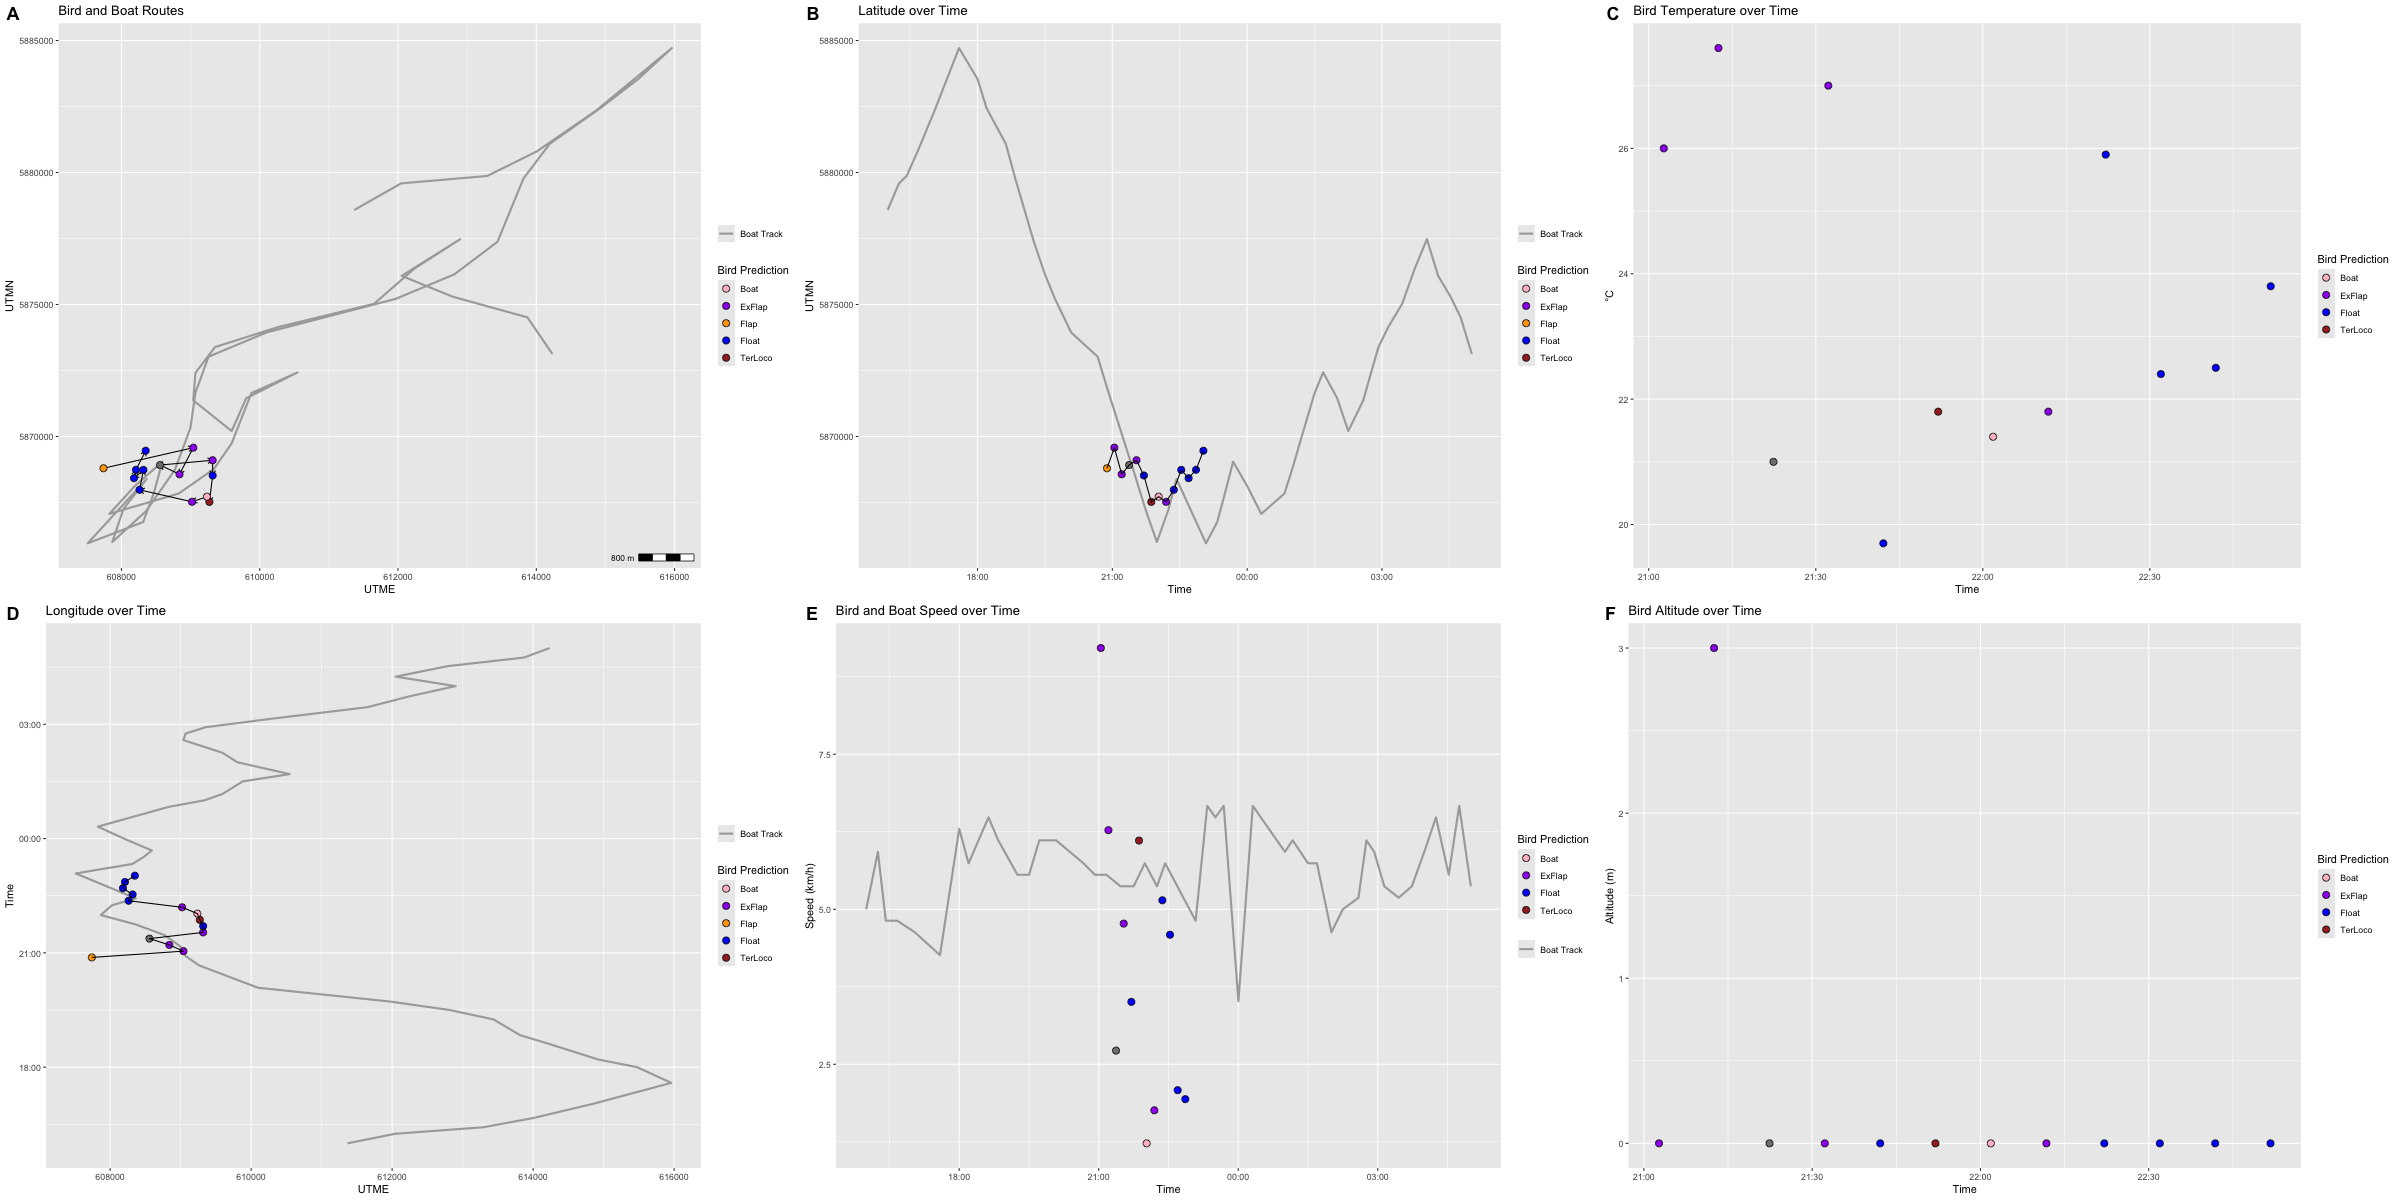 A Bird and Boat Routes
5885000
5880000
5875000
5870000
UTMN
608000 610000 612000 614000 616000
UTME
800 m
Boat Track
Bird Prediction
Boat
ExFlap
Flap
Float
TerLoco
B Latitude over Time
5885000
5880000
5875000
5870000
UTMN
18:00 21:00 00:00 03:00
Time
Boat Track
Bird Prediction
Boat
ExFlap
Flap
Float
TerLoco
C Bird Temperature over Time
26
24
22
20
°C
21:00 21:30 22:00 22:30
Time
Bird Prediction
Boat
ExFlap
Float
TerLoco
D Longitude over Time
03:00
00:00
21:00
18:00
Time
608000 610000 612000 614000 616000
UTME
Boat Track
Bird Prediction
Boat
ExFlap
Flap
Float
TerLoco
E Bird and Boat Speed over Time
7.5
5.0
2.5
Speed (km/h)
18:00 21:00 00:00 03:00
Time
Bird Prediction
Boat
ExFlap
Float
TerLoco
Boat Track
F Bird Altitude over Time
3
2
1
0
Altitude (m)
21:00 21:30 22:00 22:30
Time
Bird Prediction
Boat
ExFlap
Float
TerLoco